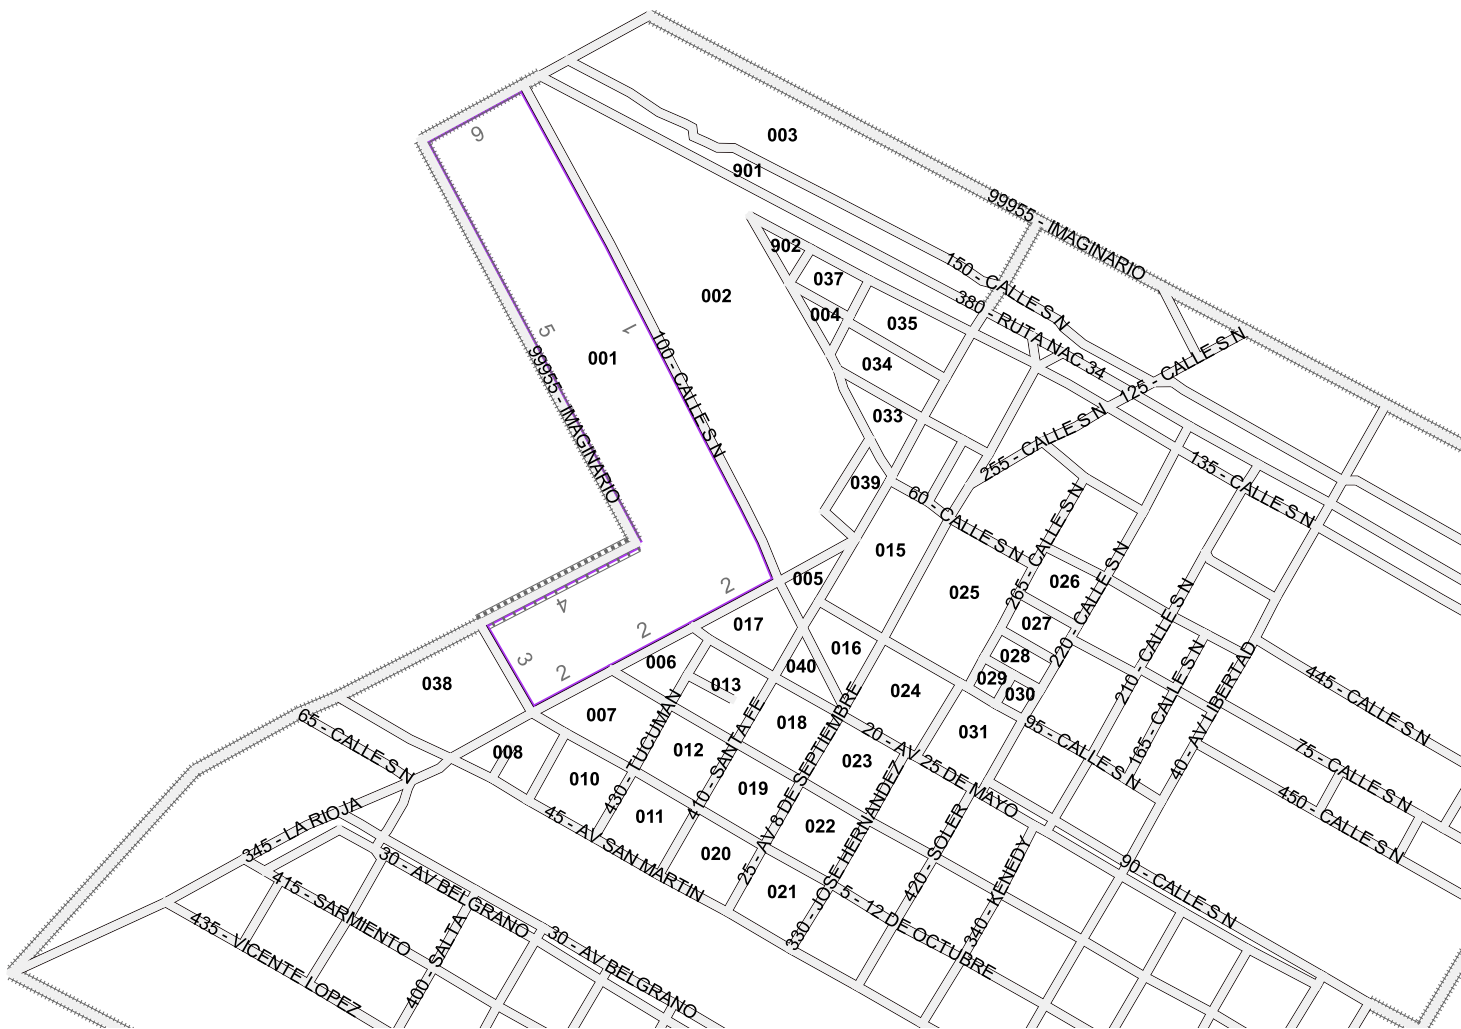 6
003
901
99955 - IMAGINARIO
902
150 - CALLE S N
037
002
380 - RUTA NAC 34
004
035
5
1
001
100 - CALLE S N
99955 - IMAGINARIO
034
125 - CALLE S N
033
255 - CALLE S N
135 - CALLE S N
039
60 - CALLE S N
265 - CALLE S N
015
005
025
026
220 - CALLE S N
2
4
2
2
3
017
027
016
028
210 - CALLE S N
165 - CALLE S N
40 - AV LIBERTAD
445 - CALLE S N
006
040
029
030
038
013
024
007
018
031
95 - CALLE S N
65 - CALLE S N
008
012
430 - TUCUMAN
410 - SANTA FE
25 - AV 8 DE SEPTIEMBRE
20 - AV 25 DE MAYO
023
75 - CALLE S N
010
019
450 - CALLE S N
345 - LA RIOJA
011
022
45 - AV SAN MARTIN
020
330 - JOSE HERNANDEZ
420 - SOLER
340 - KENEDY
90 - CALLE S N
30 - AV BELGRANO
021
5 - 12 DE OCTUBRE
415 - SARMIENTO
435 - VICENTE LOPEZ
400 - SALTA
30 - AV BELGRANO